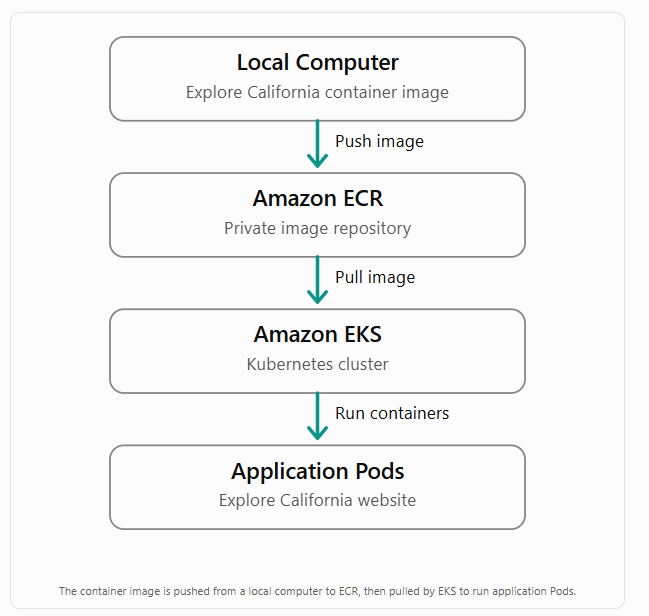 Local Computer
Explore California container image
Push image
Amazon ECR
Private image repository
Pull image
Amazon EKS
Kubernetes cluster
Run containers
Application Pods
Explore California website
The container image is pushed from a local computer to ECR, then pulled by EKS to run application Pods.